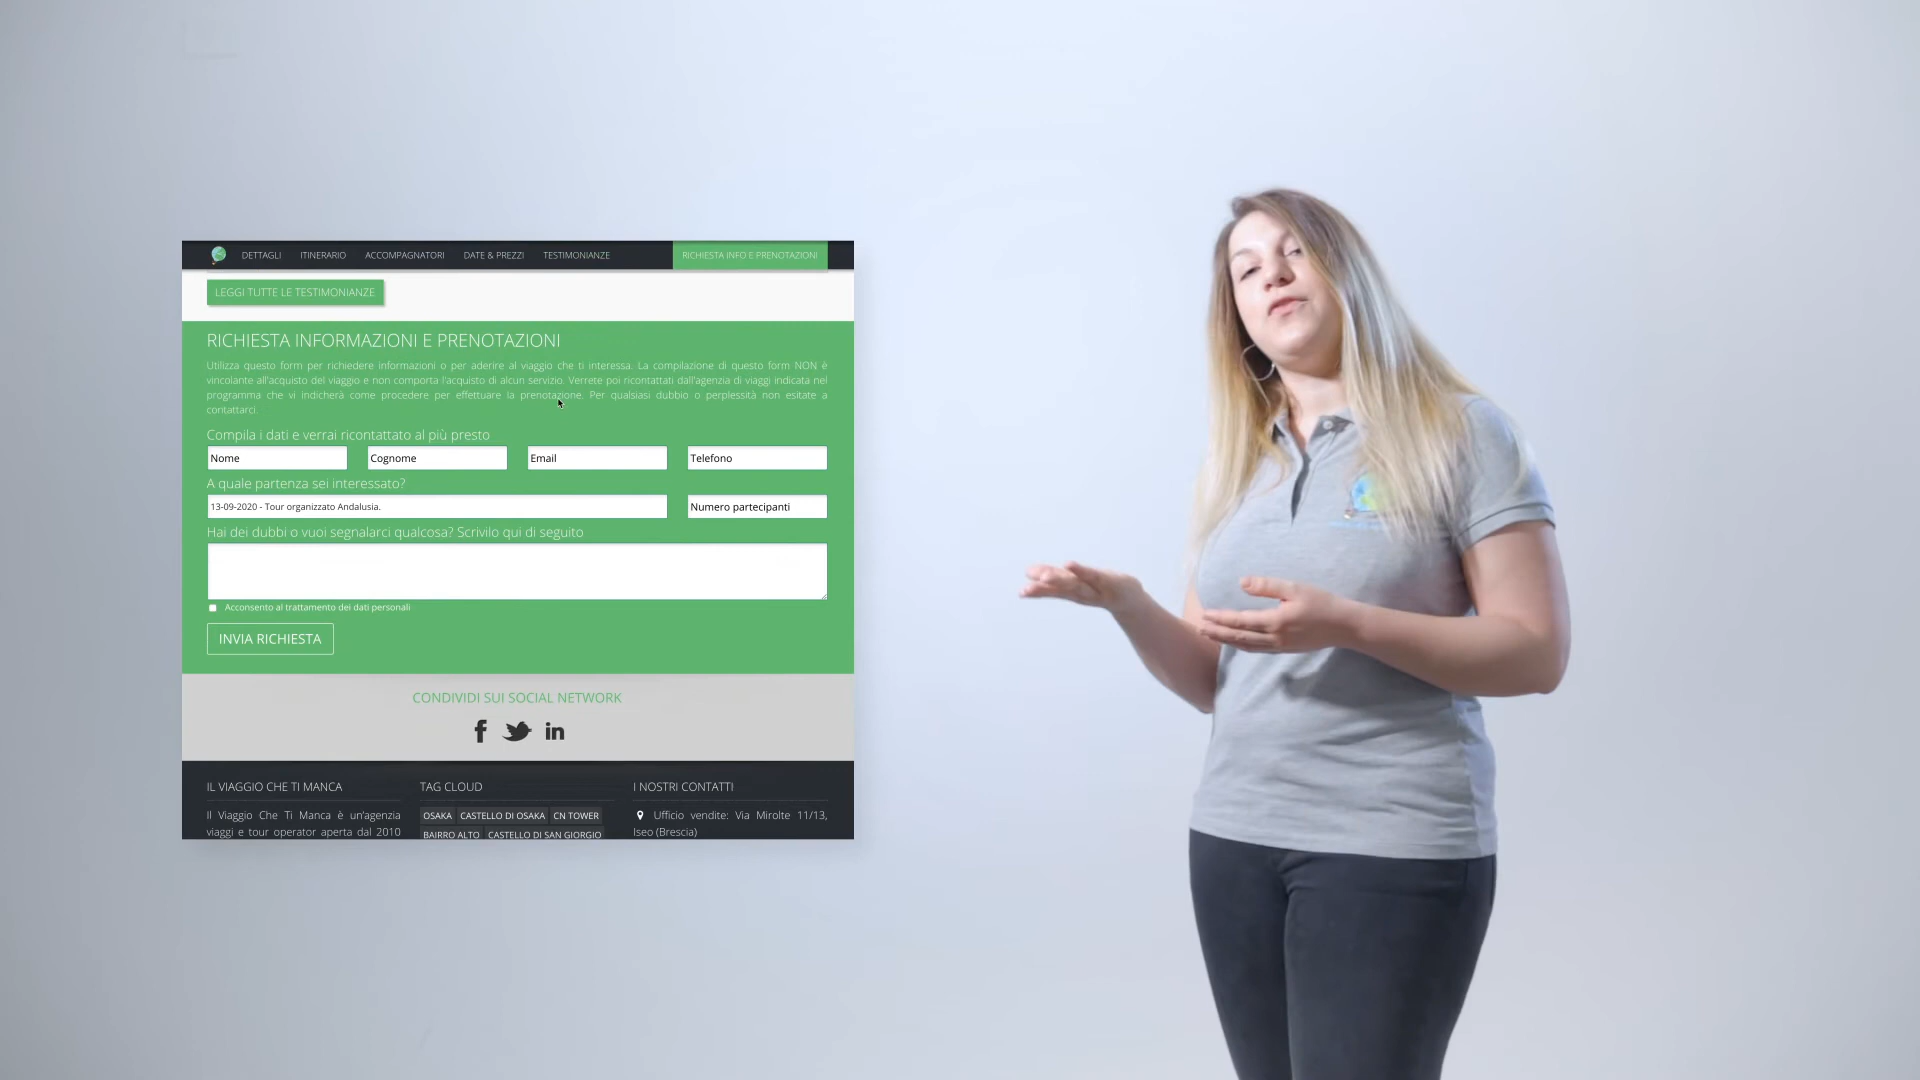 DETTAGLI ITINERARIO ACCOMPAGNATORI DATE & PREZZI TESTIMONIANZE RICHIESTA INFO E PRENOTAZIONI
LEGGI TUTTE LE TESTIMONIANZE
RICHIESTA INFORMAZIONI E PRENOTAZIONI
Utilizza questo form per richiedere informazioni o per aderire al viaggio che ti interessa. La compilazione di questo form NON è
vincolante all'acquisto del viaggio e non comporta l'acquisto di alcun servizio. Verrete poi ricontattati dall'agenzia di viaggi indicata nel
programma che vi indicherà come procedere per effettuare la prenotazione. Per qualsiasi dubbio o perplessità non esitate a
contattarci.
Compila i dati e verrai ricontattato al più presto
Nome Cognome Email Telefono
A quale partenza sei interessato?
13-09-2020 - Tour organizzato Andalusia. Numero partecipanti
Hai dei dubbi o vuoi segnalarci qualcosa? Scrivilo qui di seguito
Acconsento al trattamento dei dati personali
INVIA RICHIESTA
CONDIVIDI SUI SOCIAL NETWORK
IL VIAGGIO CHE TI MANCA
Il Viaggio Che Ti Manca è un'agenzia
viaggi e tour operator aperta dal 2010
TAG CLOUD
OSAKA CASTELLO DI OSAKA CN TOWER
BAIRRO ALTO CASTELLO DI SAN GIORGIO
I NOSTRI CONTATTI
Ufficio vendite: Via Mirolte 11/13,
Iseo (Brescia)